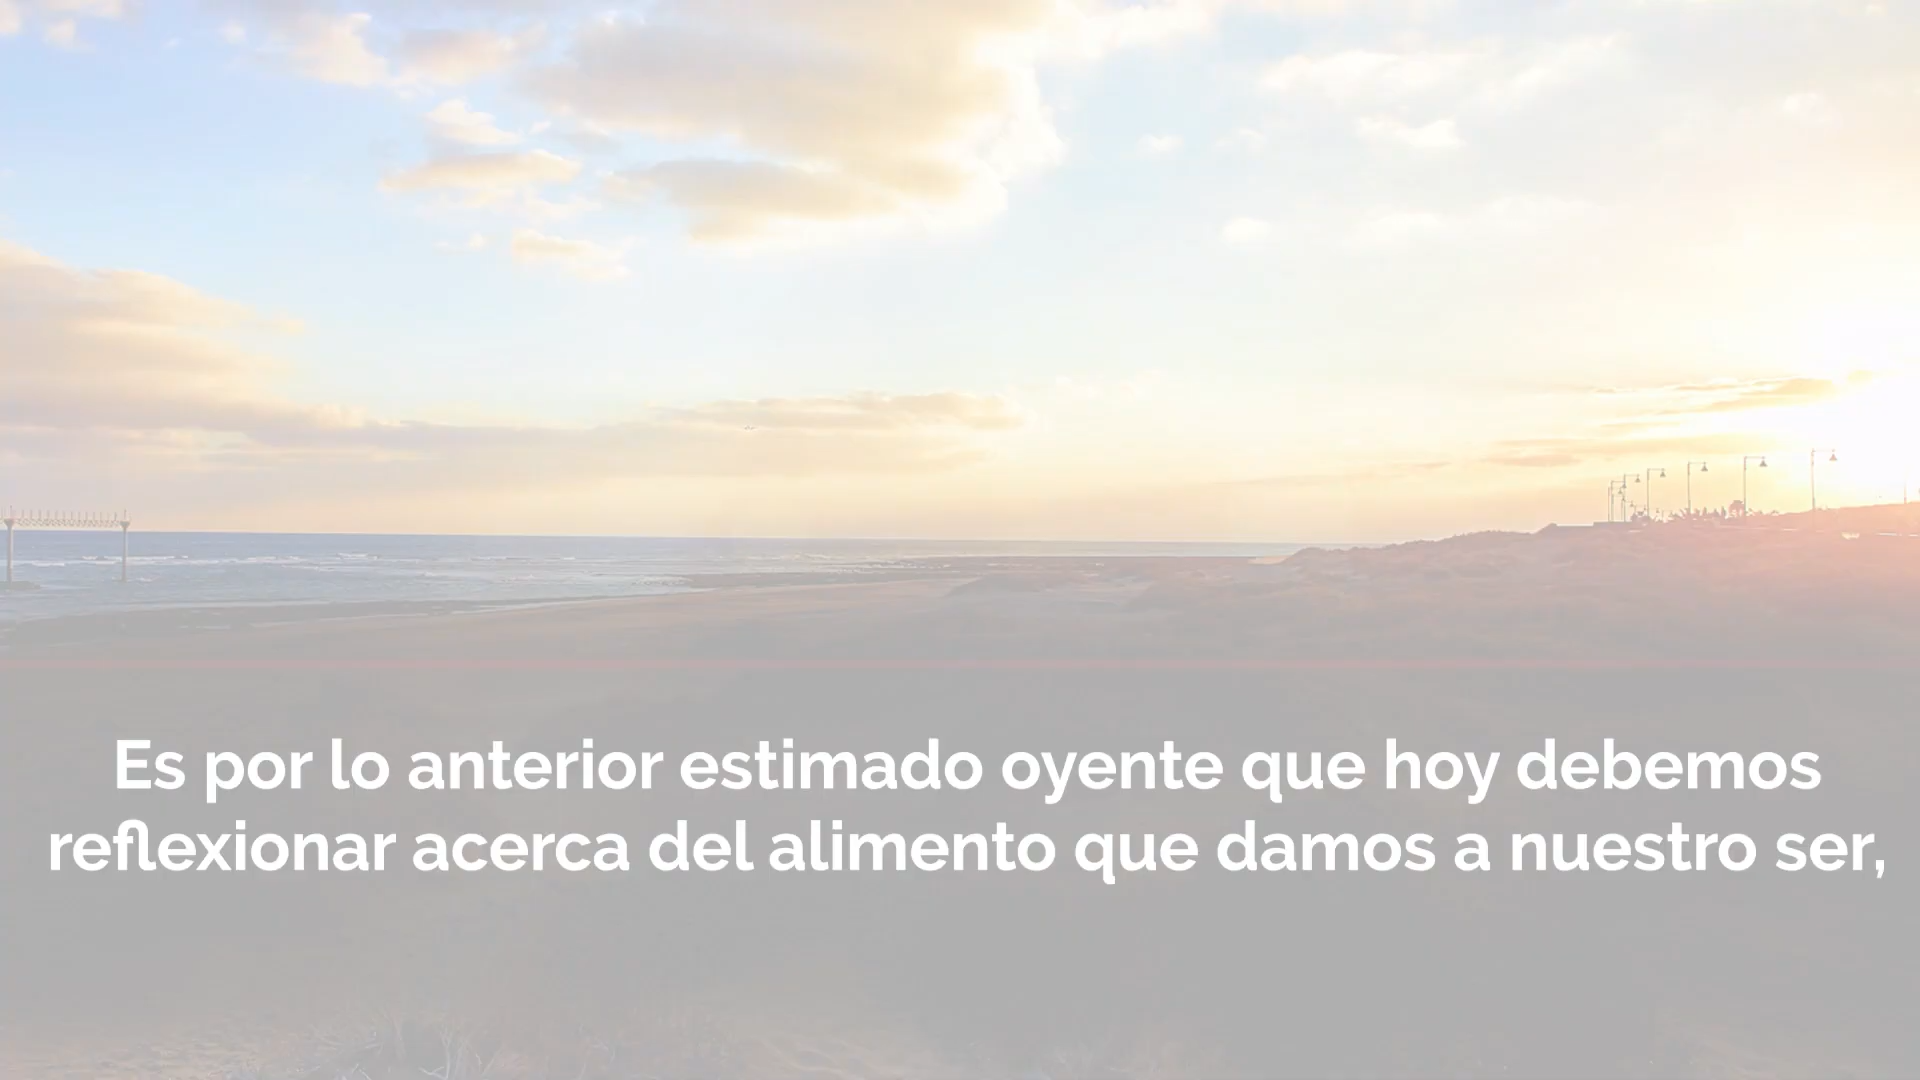 Es por lo anterior estimado oyente que hoy debemos
reflexionar acerca del alimento que damos a nuestro ser,